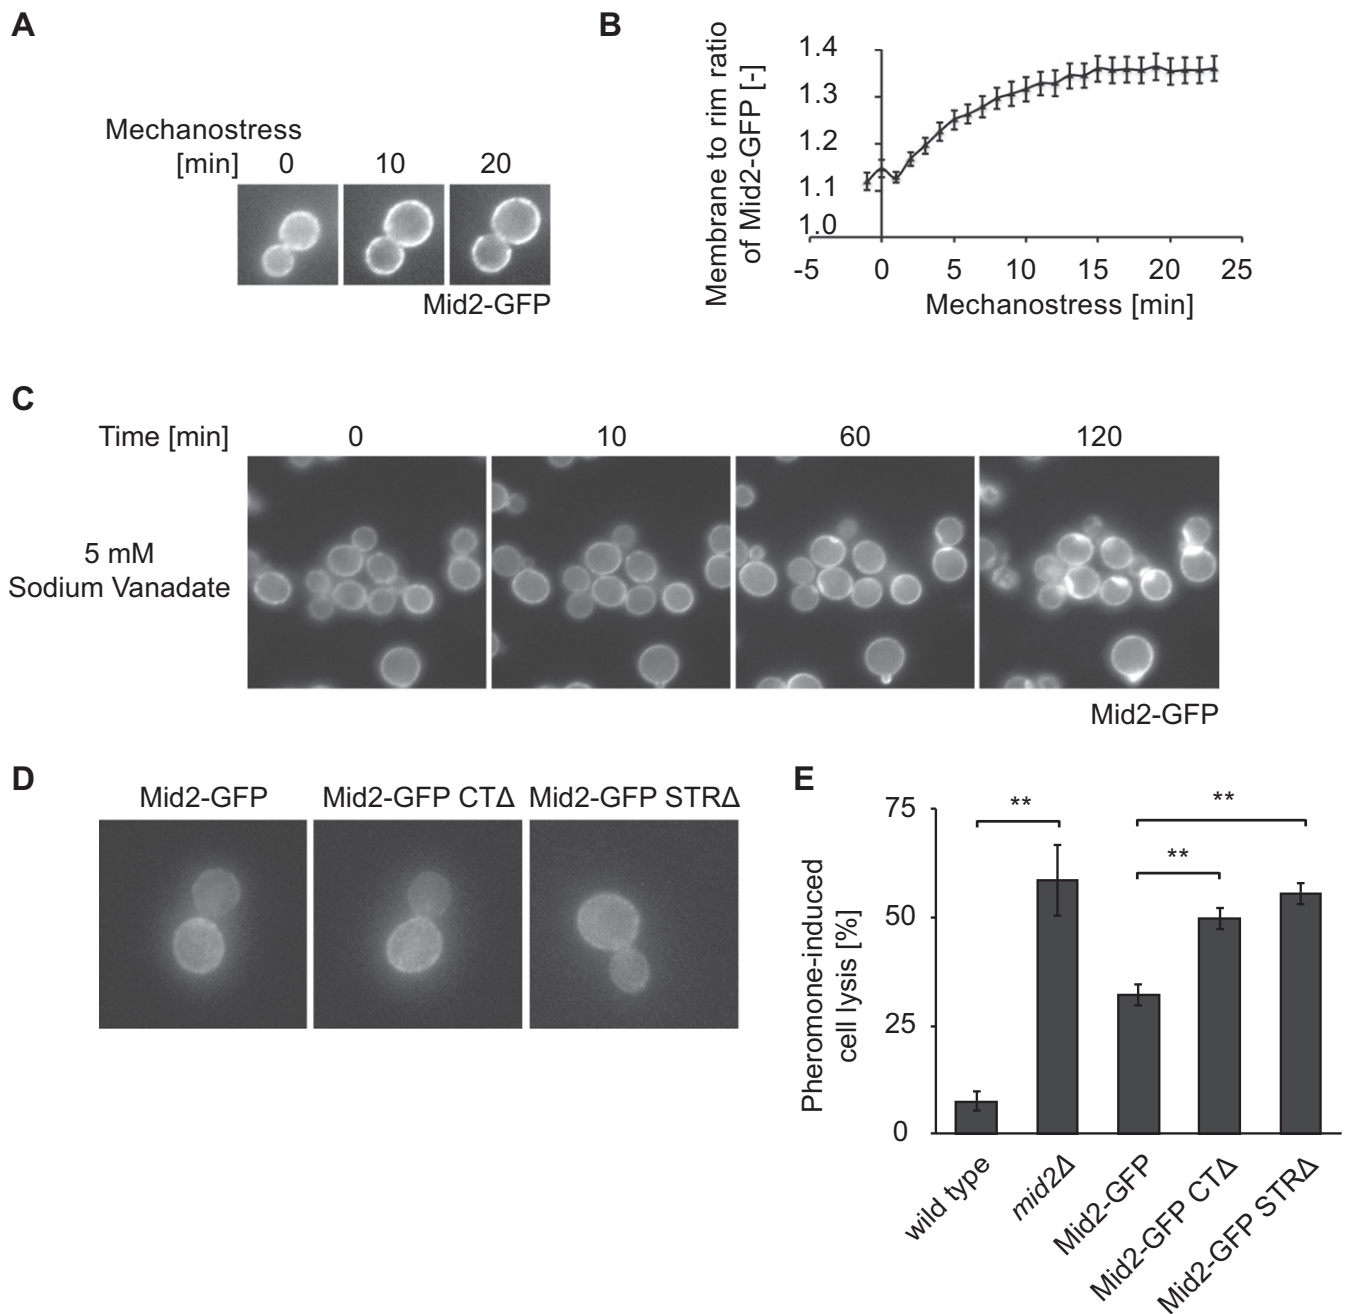 A
Mechanostress
[min] 0 10 20
Mid2-GFP
B
Membrane to rim ratio
of Mid2-GFP [-]
1.4
1.3
1.2
1.1
1.0
-5 0 5 10 15 20 25
Mechanostress [min]
C
Time [min] 0 10 60 120
5 mM
Sodium Vanadate
Mid2-GFP
D
Mid2-GFP Mid2-GFP CTΔ Mid2-GFP STRΔ
E
Pheromone-induced
cell lysis [%]
75
50
25
0
** **
**
wild type
mid2Δ
Mid2-GFP
Mid2-GFP CTΔ
Mid2-GFP STRΔ